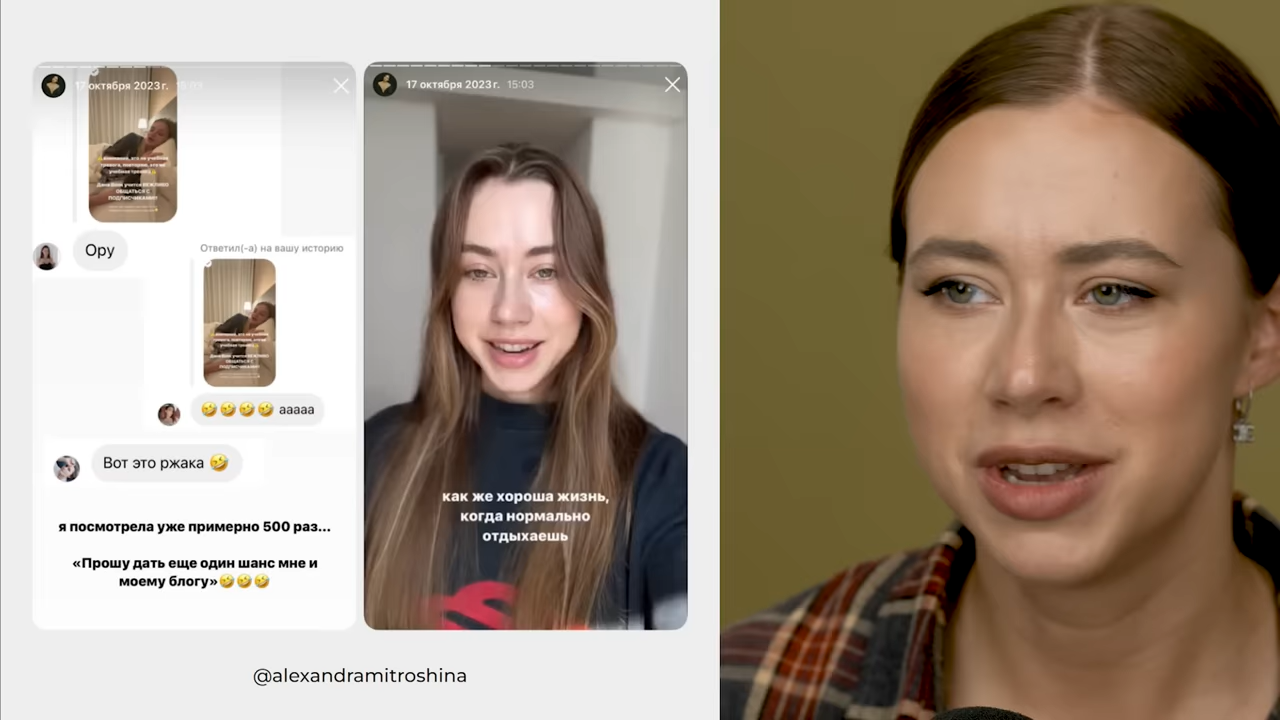 17 октября 2023 г. 15:03
Ору
Ответил(-а) на вашу историю
🤣🤣🤣🤣 ааааа
Вот это ржака 🤣
я посмотрела уже примерно 500 раз...
«Прошу дать еще один шанс мне и
моему блогу»🤣🤣🤣
17 октября 2023 г. 15:03
как же хороша жизнь,
когда нормально
отдыхаешь
@alexandramitroshina